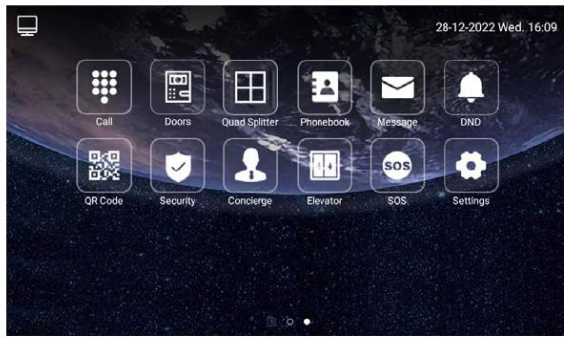 28-12-2022 Wed. 16:09
Call Doors Quad Splitter Phonebook Message DND
SOS
QR Code Security Concierge Elevator SOS Settings